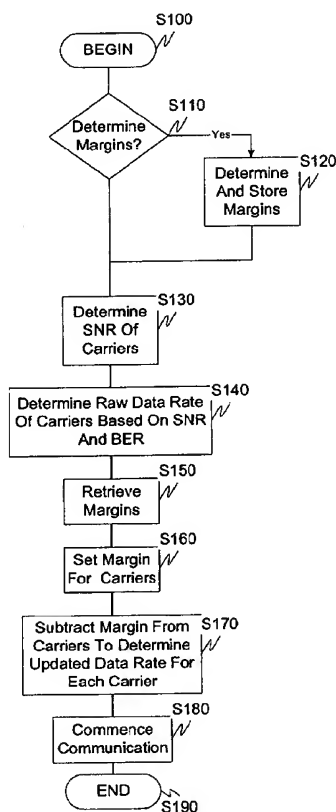 S100
BEGIN
S110
Determine
Margins?
Yes
S120
Determine
And Store
Margins
S130
Determine
SNR Of
Carriers
S140
Determine Raw Data Rate
Of Carriers Based On SNR
And BER
S150
Retrieve
Margins
S160
Set Margin
For Carriers
S170
Subtract Margin From
Carriers To Determine
Updated Data Rate For
Each Carrier
S180
Commence
Communication
END
S190